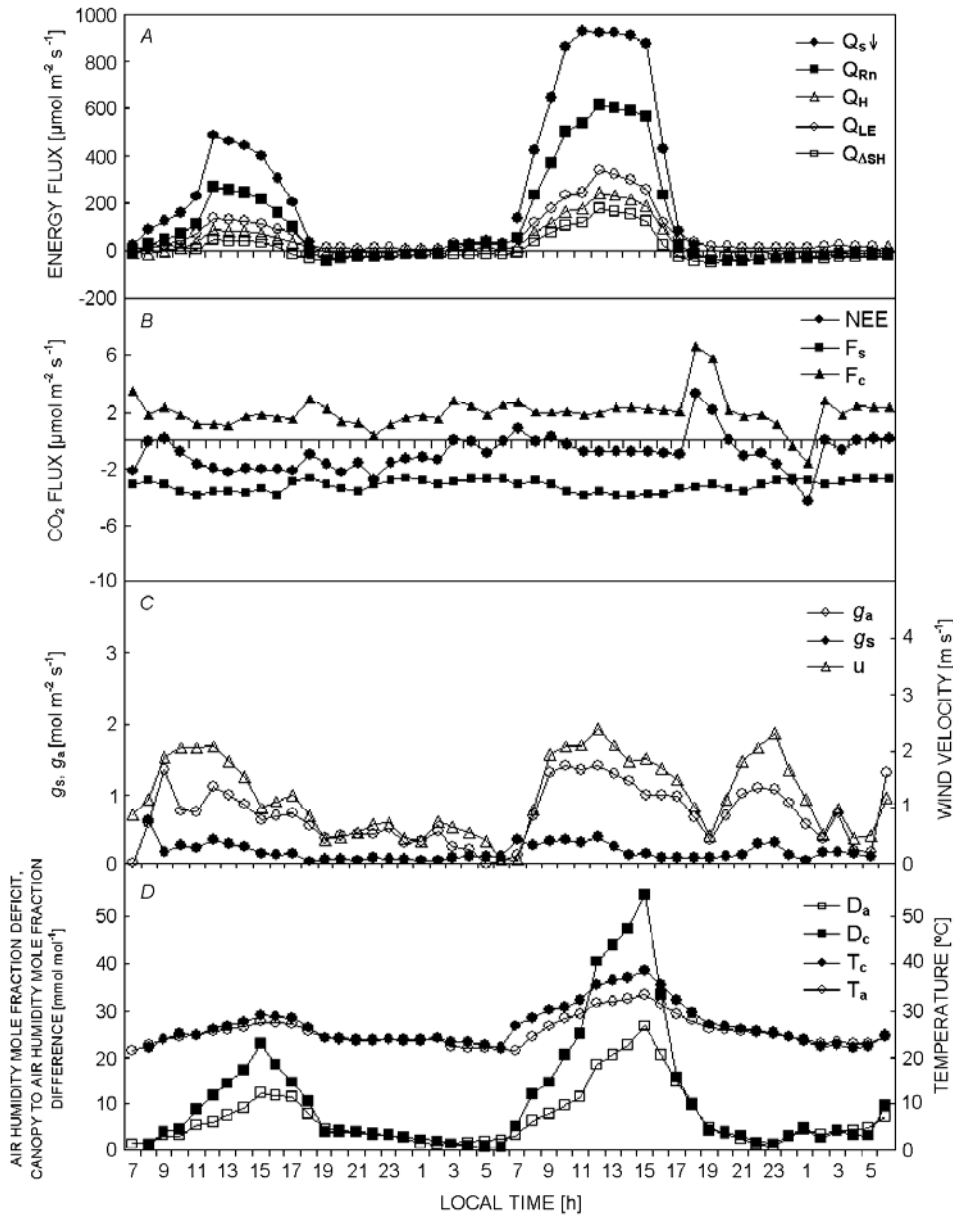 A
1000
800
600
400
200
0
-200
ENERGY FLUX [µmol m⁻² s⁻¹]
Qs↓
QRn
QH
QLE
QΔSH
B
6
2
-2
-6
-10
CO₂ FLUX [µmol m⁻² s⁻¹]
NEE
Fs
Fc
C
3
2
1
0
gs, ga [mol m⁻² s⁻¹]
ga
gs
u
4
3
2
1
0
WIND VELOCITY [m s⁻¹]
D
50
40
30
20
10
0
AIR HUMIDITY MOLE FRACTION DEFICIT,
CANOPY TO AIR HUMIDITY MOLE FRACTION
DIFFERENCE [mmol mol⁻¹]
Da
Dc
Tc
Ta
50
40
30
20
10
0
TEMPERATURE [ºC]
7 9 11 13 15 17 19 21 23 1 3 5 7 9 11 13 15 17 19 21 23 1 3 5
LOCAL TIME [h]